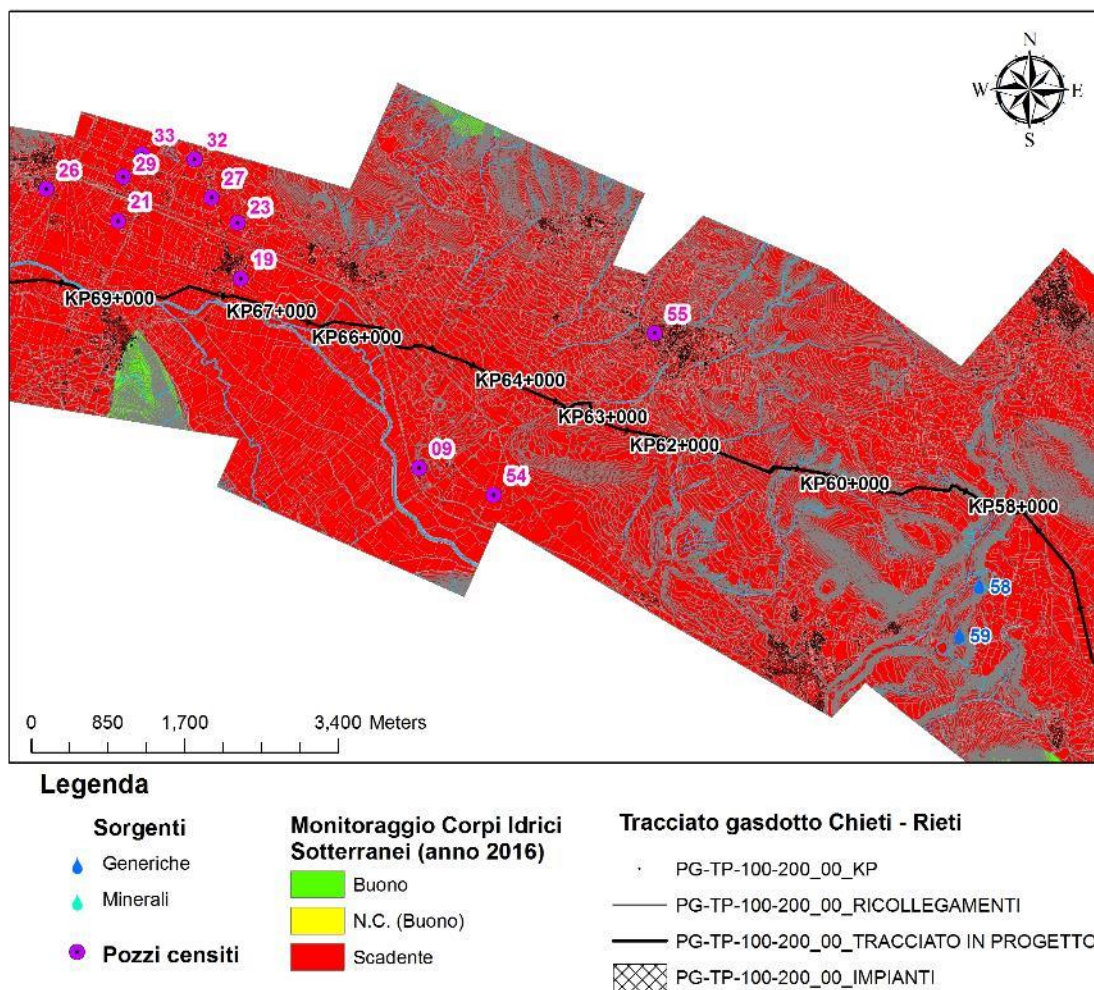 N
W E
S
33 32
26 29
27
21 23
19
KP69+000
KP67+000
KP66+000
55
KP64+000
KP63+000
KP62+000
09
54
KP60+000
KP58+000
58
59
0 850 1,700 3,400 Meters
Legenda
Sorgenti
Generiche
Minerali
Pozzi censiti
Monitoraggio Corpi Idrici
Sotterranei (anno 2016)
Buono
N.C. (Buono)
Scadente
Tracciato gasdotto Chieti - Rieti
PG-TP-100-200_00_KP
PG-TP-100-200_00_RICOLLEGAMENTI
PG-TP-100-200_00_TRACCIATO IN PROGETTO
PG-TP-100-200_00_IMPIANTI